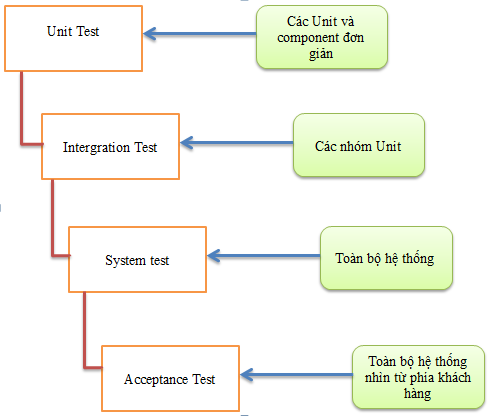 Unit Test
Các Unit và
component đơn
giản
Intergration Test
Các nhóm Unit
System test
Toàn bộ hệ thống
Acceptance Test
Toàn bộ hệ thống
nhìn từ phía khách
hàng